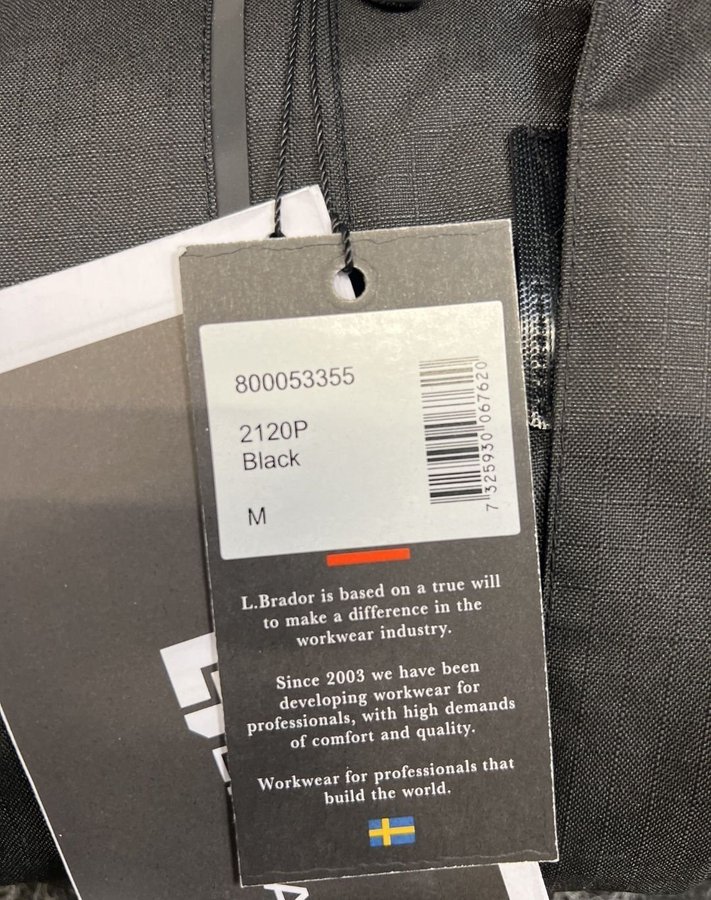 800053355
2120P
Black
M
7 325930 067620
L.Brador is based on a true will
to make a difference in the
workwear industry.
Since 2003 we have been
developing workwear for
professionals, with high demands
of comfort and quality.
Workwear for professionals that
build the world.